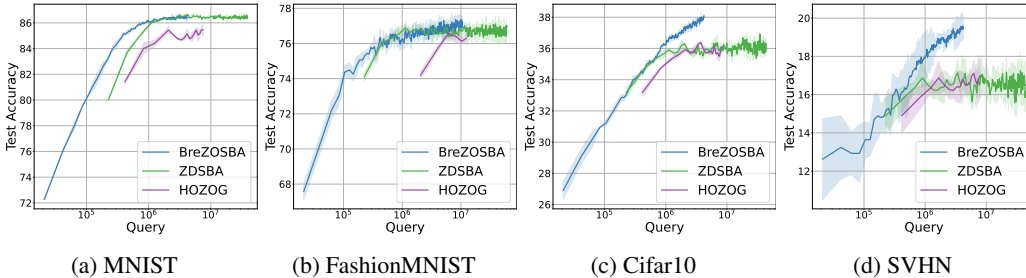 Test Accuracy
86
84
82
80
78
76
74
72
10^5
10^6
10^7
Query
BreZOSBA
ZDSBA
HOZOG
(a) MNIST
Test Accuracy
78
76
74
72
70
68
10^5
10^6
10^7
Query
BreZOSBA
ZDSBA
HOZOG
(b) FashionMNIST
Test Accuracy
38
36
34
32
30
28
26
10^5
10^6
10^7
Query
BreZOSBA
ZDSBA
HOZOG
(c) Cifar10
Test Accuracy
20
18
16
14
12
10^5
10^6
10^7
Query
BreZOSBA
ZDSBA
HOZOG
(d) SVHN